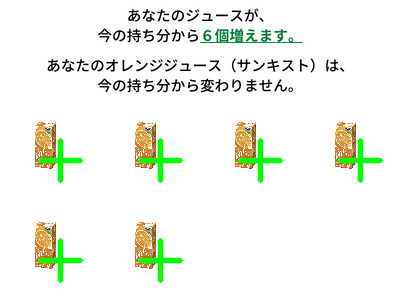 あなたのジュースが、
今の持ち分から６個増えます。
あなたのオレンジジュース（サンキスト）は、
今の持ち分から変わりません。